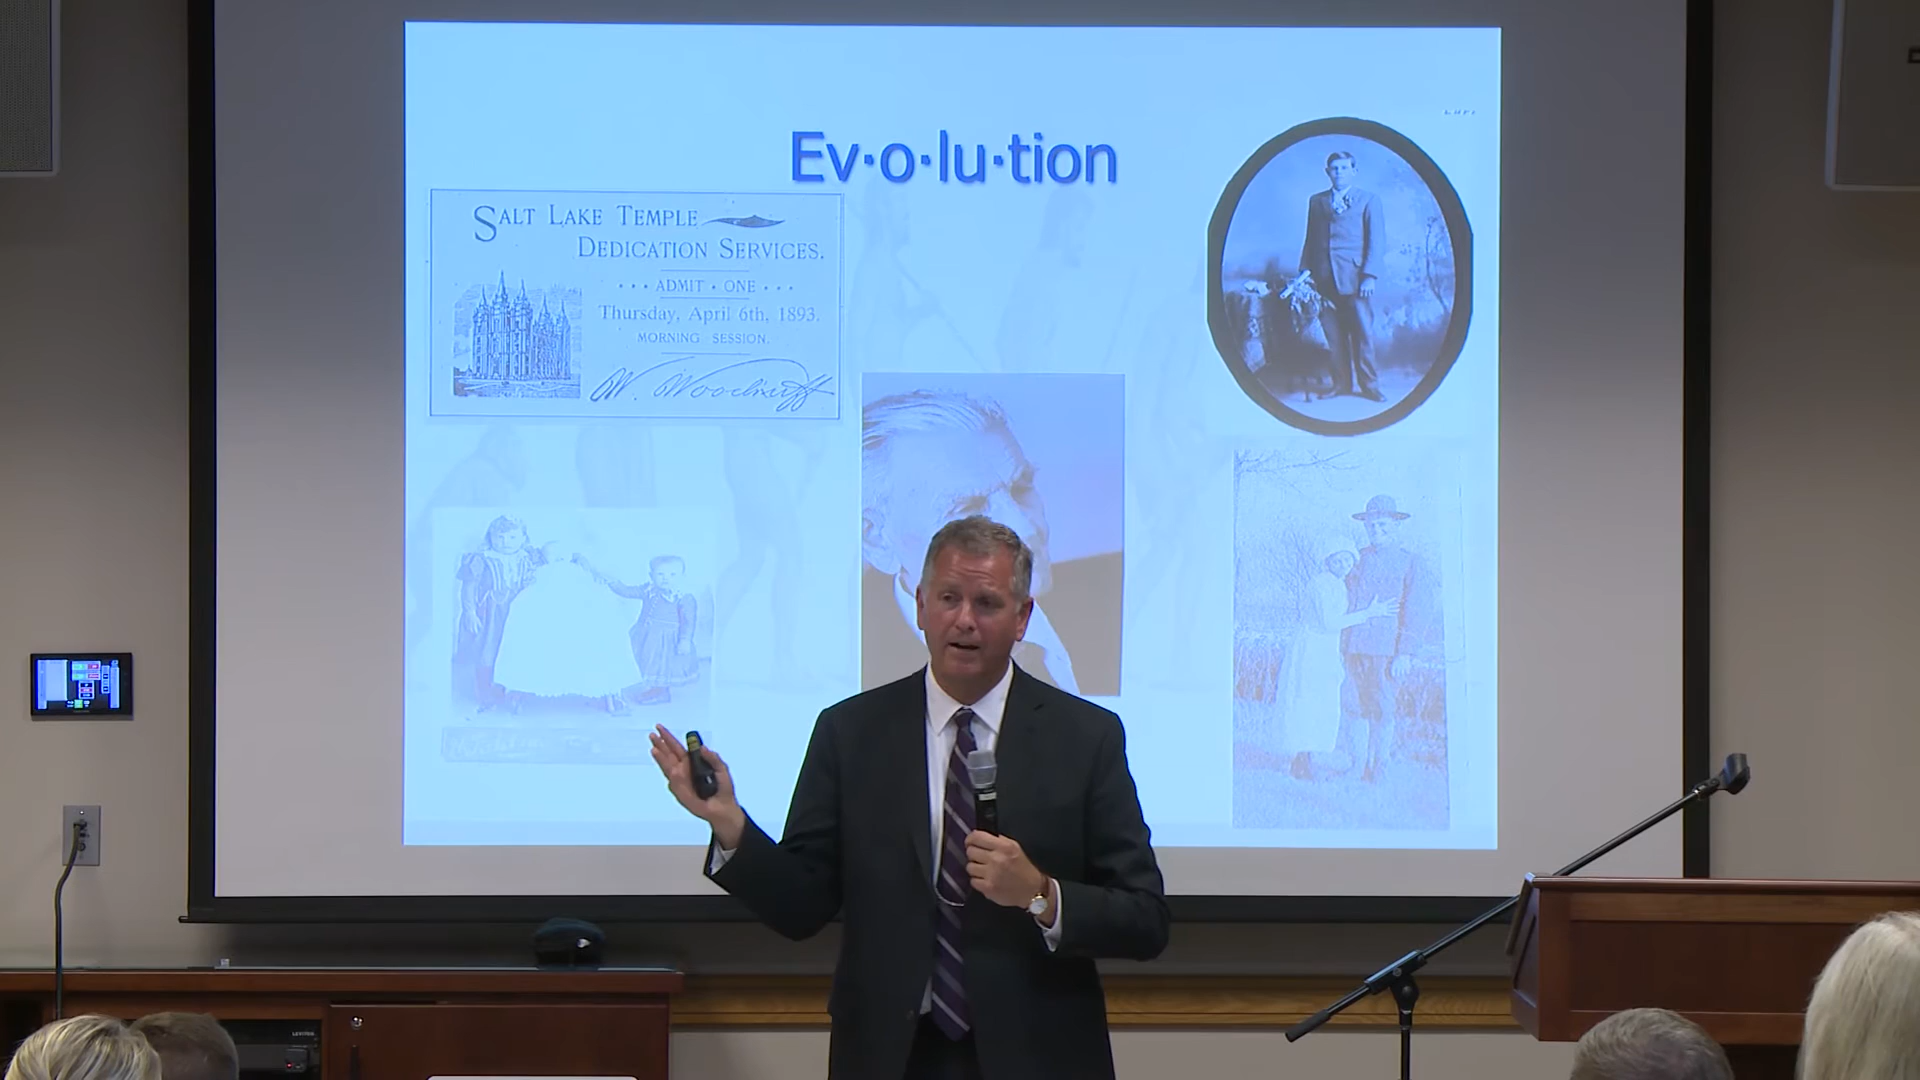 Ev·o·lu·tion
SALT LAKE TEMPLE
DEDICATION SERVICES.
• • • ADMIT • ONE • • •
Thursday, April 6th, 1893.
MORNING SESSION.
W. Woodruff